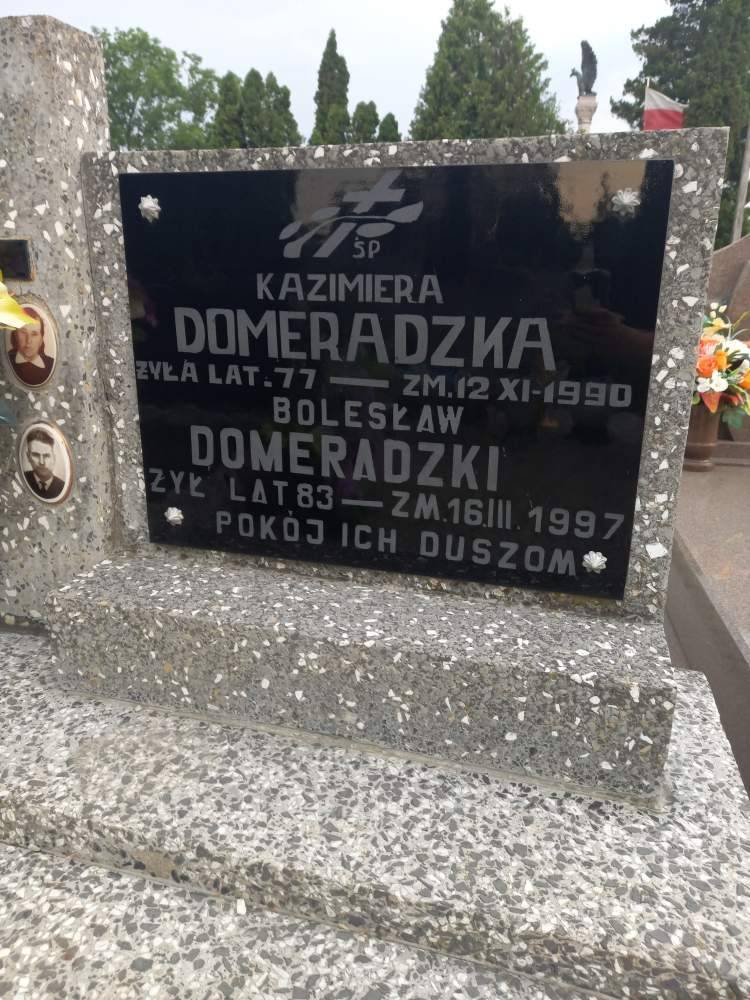 ŚP
KAZIMIERA
DOMERADZKA
ŻYŁA LAT. 77 — ZM. 12 XI-1990
BOLESŁAW
DOMERADZKI
ŻYŁ LAT 83 — ZM. 16.III. 1997
POKÓJ ICH DUSZOM